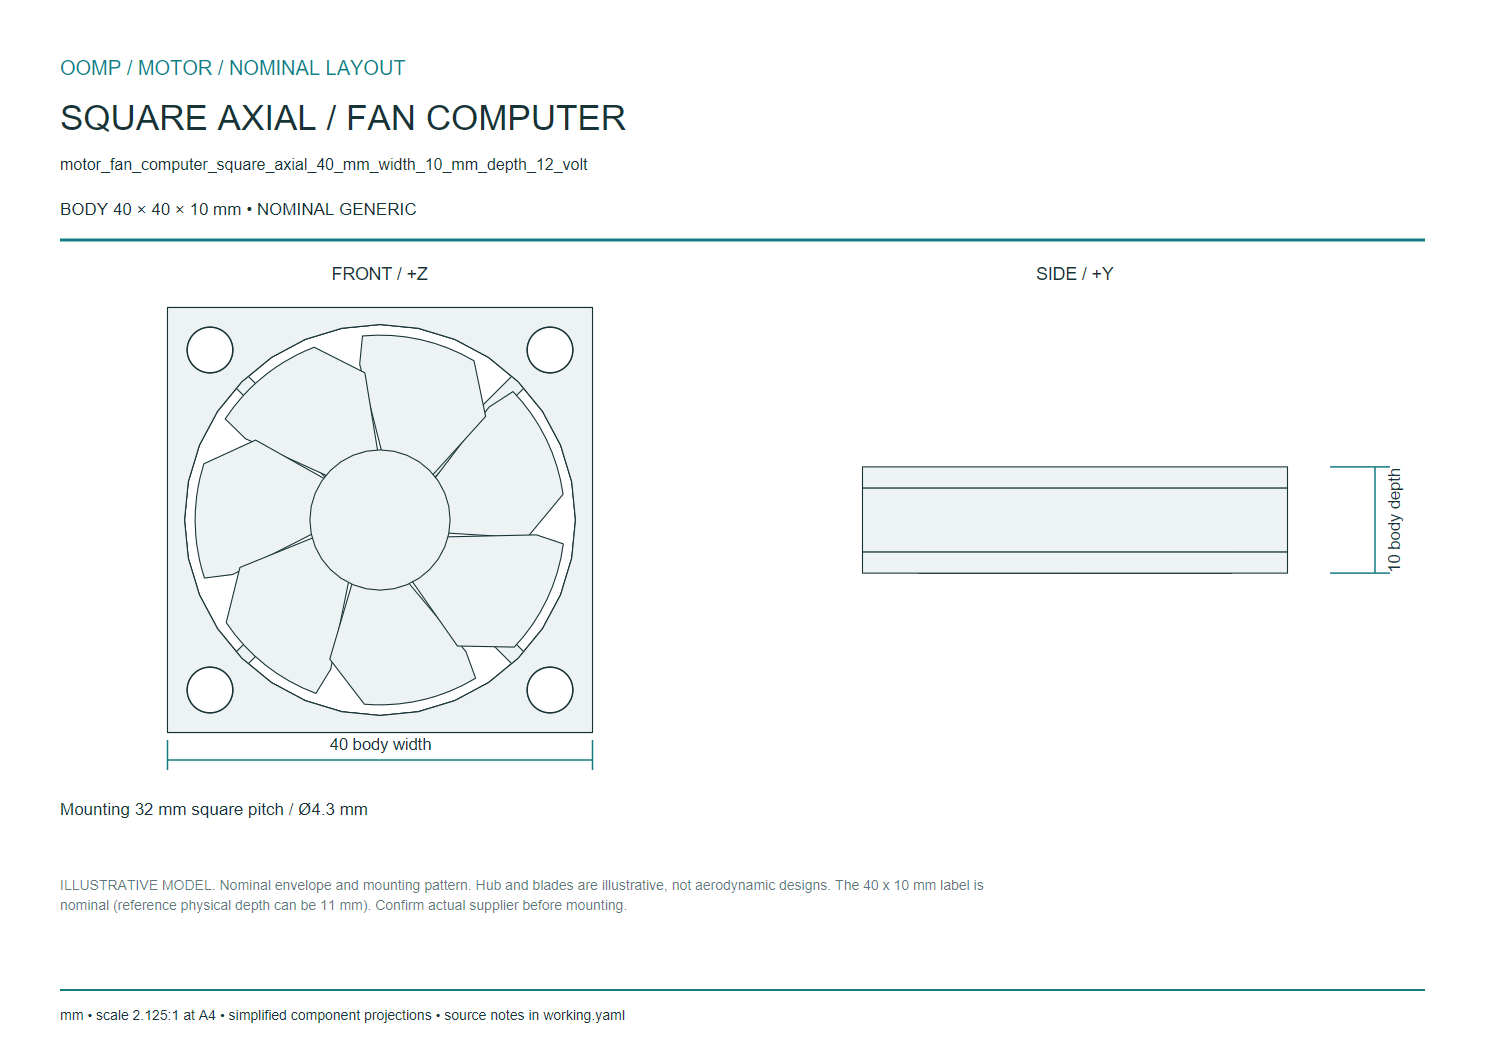 OOMP / MOTOR / NOMINAL LAYOUT
SQUARE AXIAL / FAN COMPUTER
motor_fan_computer_square_axial_40_mm_width_10_mm_depth_12_volt
BODY 40 × 40 × 10 mm • NOMINAL GENERIC
FRONT / +Z
SIDE / +Y
10 body depth
40 body width
Mounting 32 mm square pitch / Ø4.3 mm
ILLUSTRATIVE MODEL. Nominal envelope and mounting pattern. Hub and blades are illustrative, not aerodynamic designs. The 40 x 10 mm label is
nominal (reference physical depth can be 11 mm). Confirm actual supplier before mounting.
mm • scale 2.125:1 at A4 • simplified component projections • source notes in working.yaml